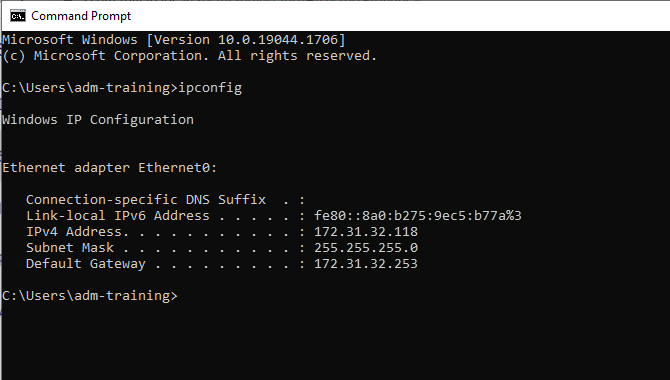 Command Prompt
Microsoft Windows [Version 10.0.19044.1706]
(c) Microsoft Corporation. All rights reserved.
C:\Users\adm-training>ipconfig
Windows IP Configuration
Ethernet adapter Ethernet0:
   Connection-specific DNS Suffix  . :
   Link-local IPv6 Address . . . . . : fe80::8a0:b275:9ec5:b77a%3
   IPv4 Address. . . . . . . . . . . : 172.31.32.118
   Subnet Mask . . . . . . . . . . . : 255.255.255.0
   Default Gateway . . . . . . . . . : 172.31.32.253
C:\Users\adm-training>